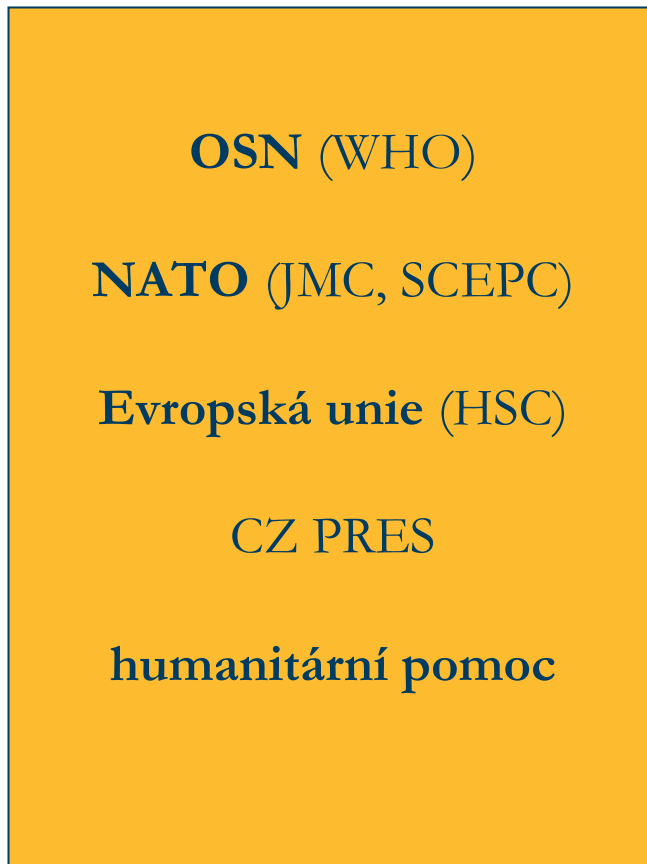 OSN (WHO)
NATO (JMC, SCEPC)
Evropská unie (HSC)
CZ PRES
humanitární pomoc